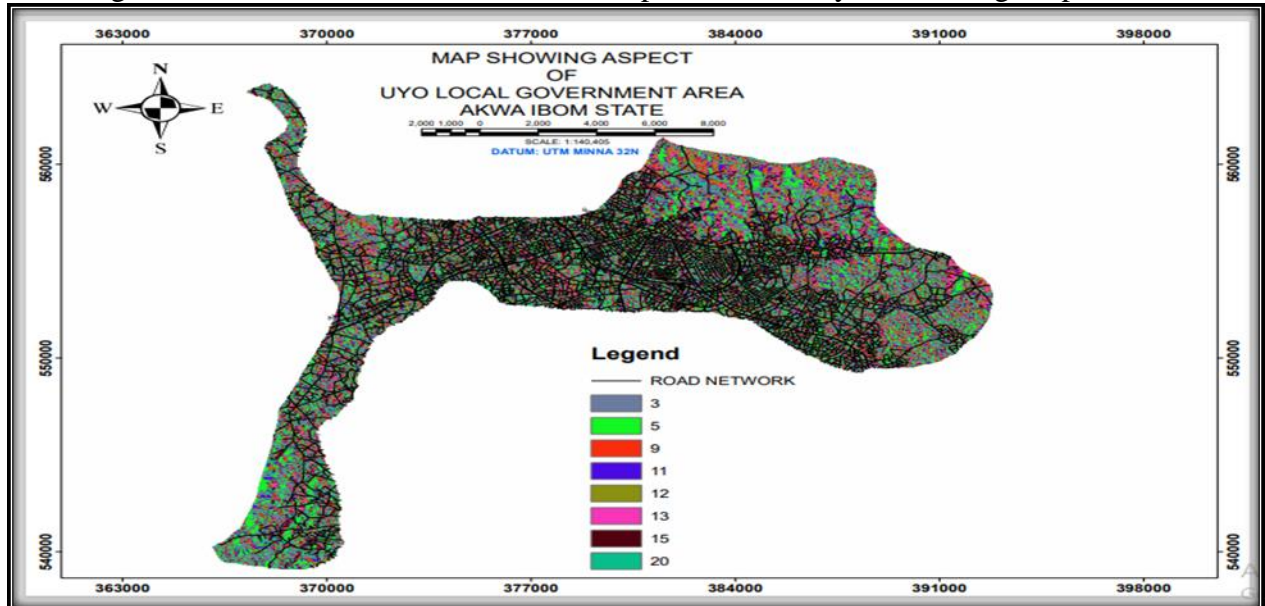 363000 370000 377000 384000 391000 398000
MAP SHOWING ASPECT
OF
UYO LOCAL GOVERNMENT AREA
AKWA IBOM STATE
2,000 1,000 0 2,000 4,000 6,000 8,000
SCALE: 1:140,405
DATUM: UTM MINNA 32N
N
W E
S
560000 560000
550000 550000
540000 540000
Legend
ROAD NETWORK
3
5
9
11
12
13
15
20
363000 370000 377000 384000 391000 398000